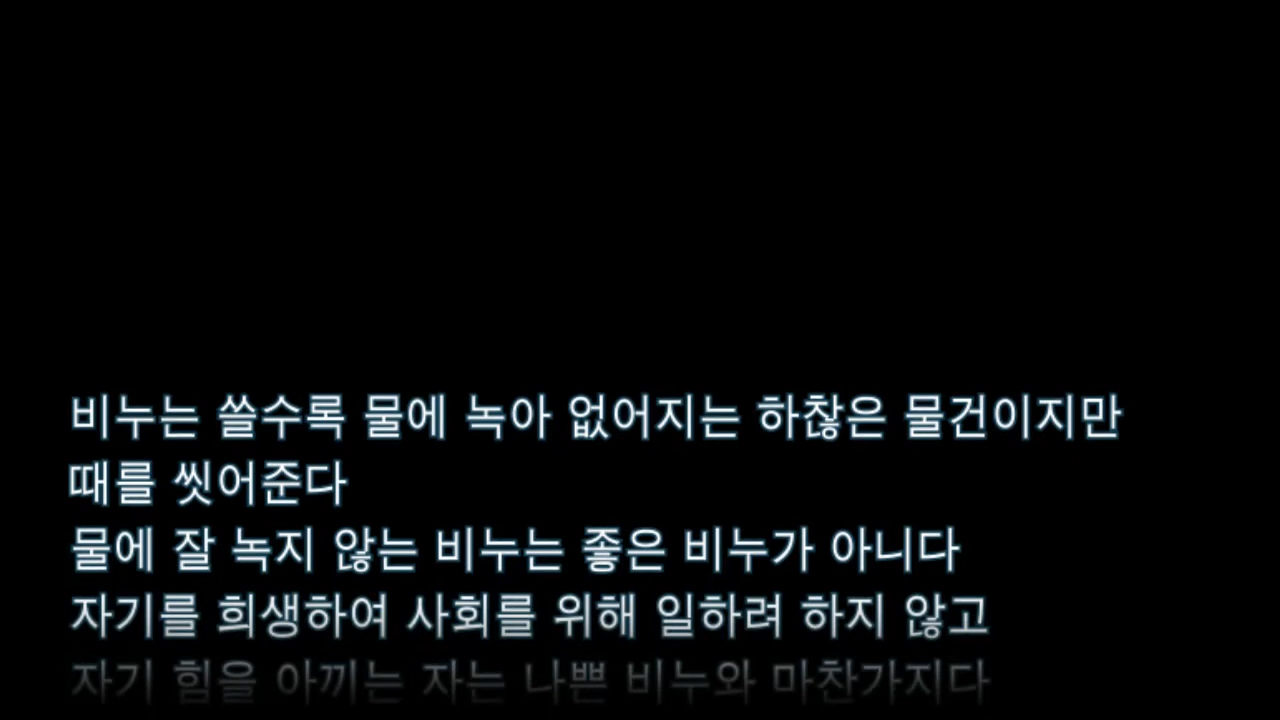 비누는 쓸수록 물에 녹아 없어지는 하찮은 물건이지만
때를 씻어준다
물에 잘 녹지 않는 비누는 좋은 비누가 아니다
자기를 희생하여 사회를 위해 일하려 하지 않고
자기 힘을 아끼는 자는 나쁜 비누와 마찬가지다